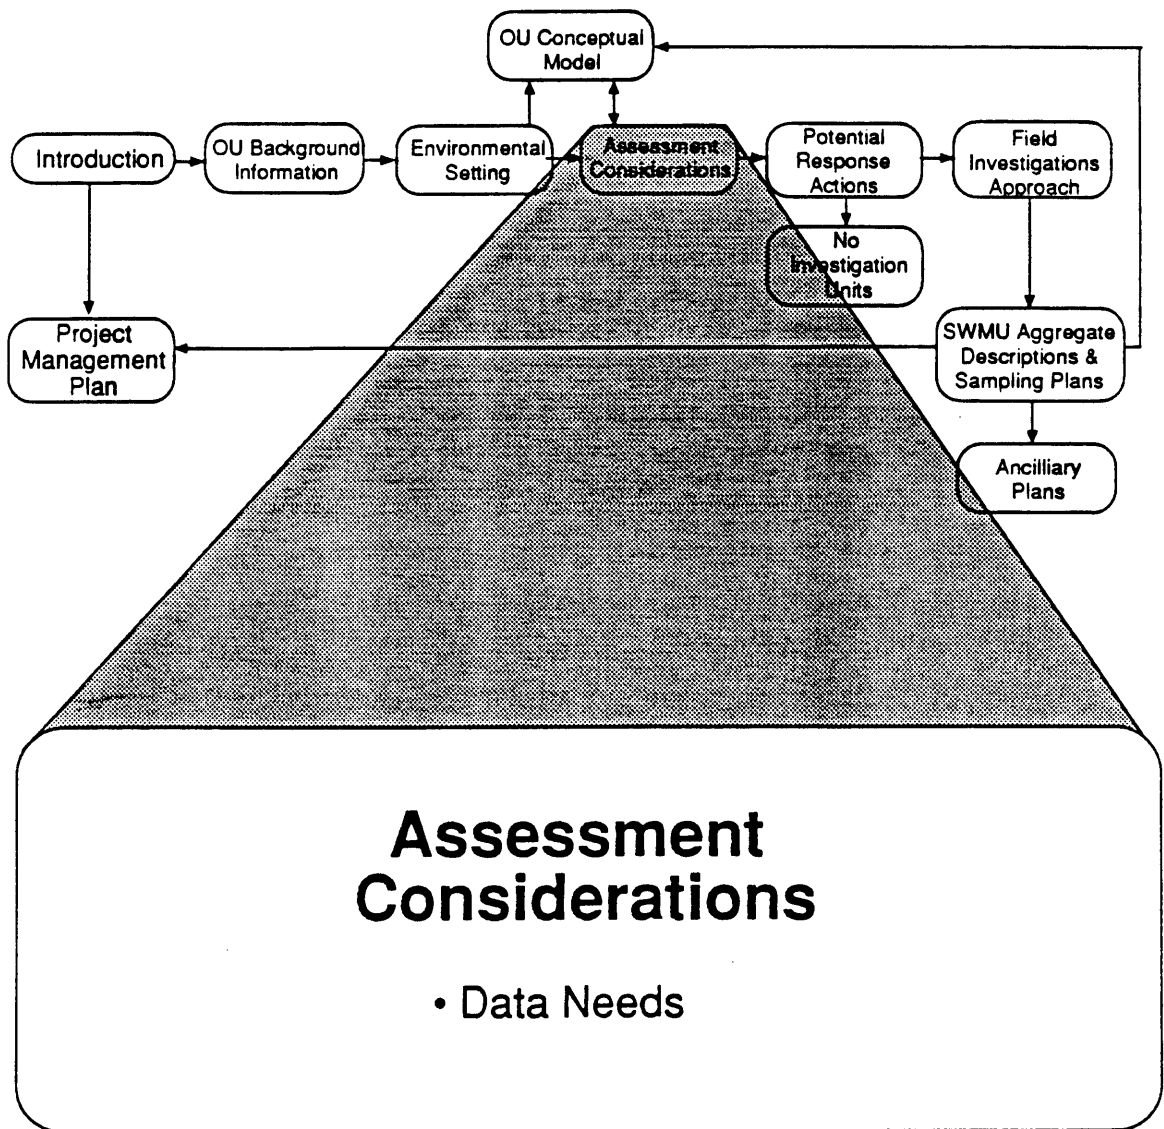 OU Conceptual
Model
Introduction
OU Background
Information
Environmental
Setting
Assessment
Considerations
Potential
Response
Actions
Field
Investigations
Approach
No
Investigation
Units
Project
Management
Plan
SWMU Aggregate
Descriptions &
Sampling Plans
Ancilliary
Plans
Assessment
Considerations
• Data Needs